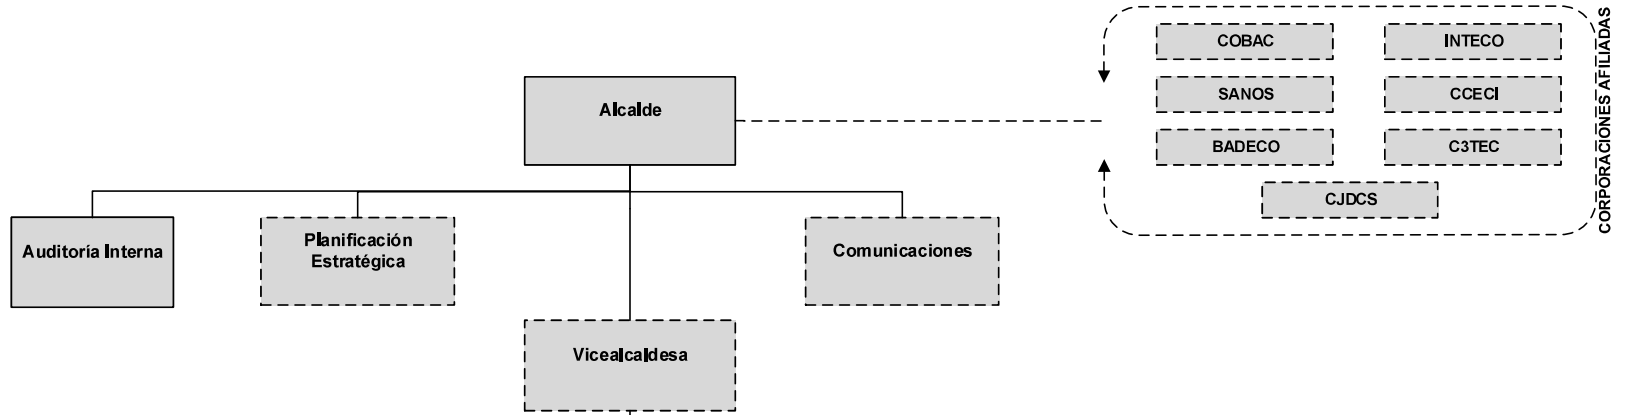 Alcalde
Auditoría Interna
Planificación
Estratégica
Comunicaciones
Vicealcaldesa
COBAC
INTECO
SANOS
CCECI
BADECO
C3TEC
CJDCS
CORPORACIONES AFILIADAS